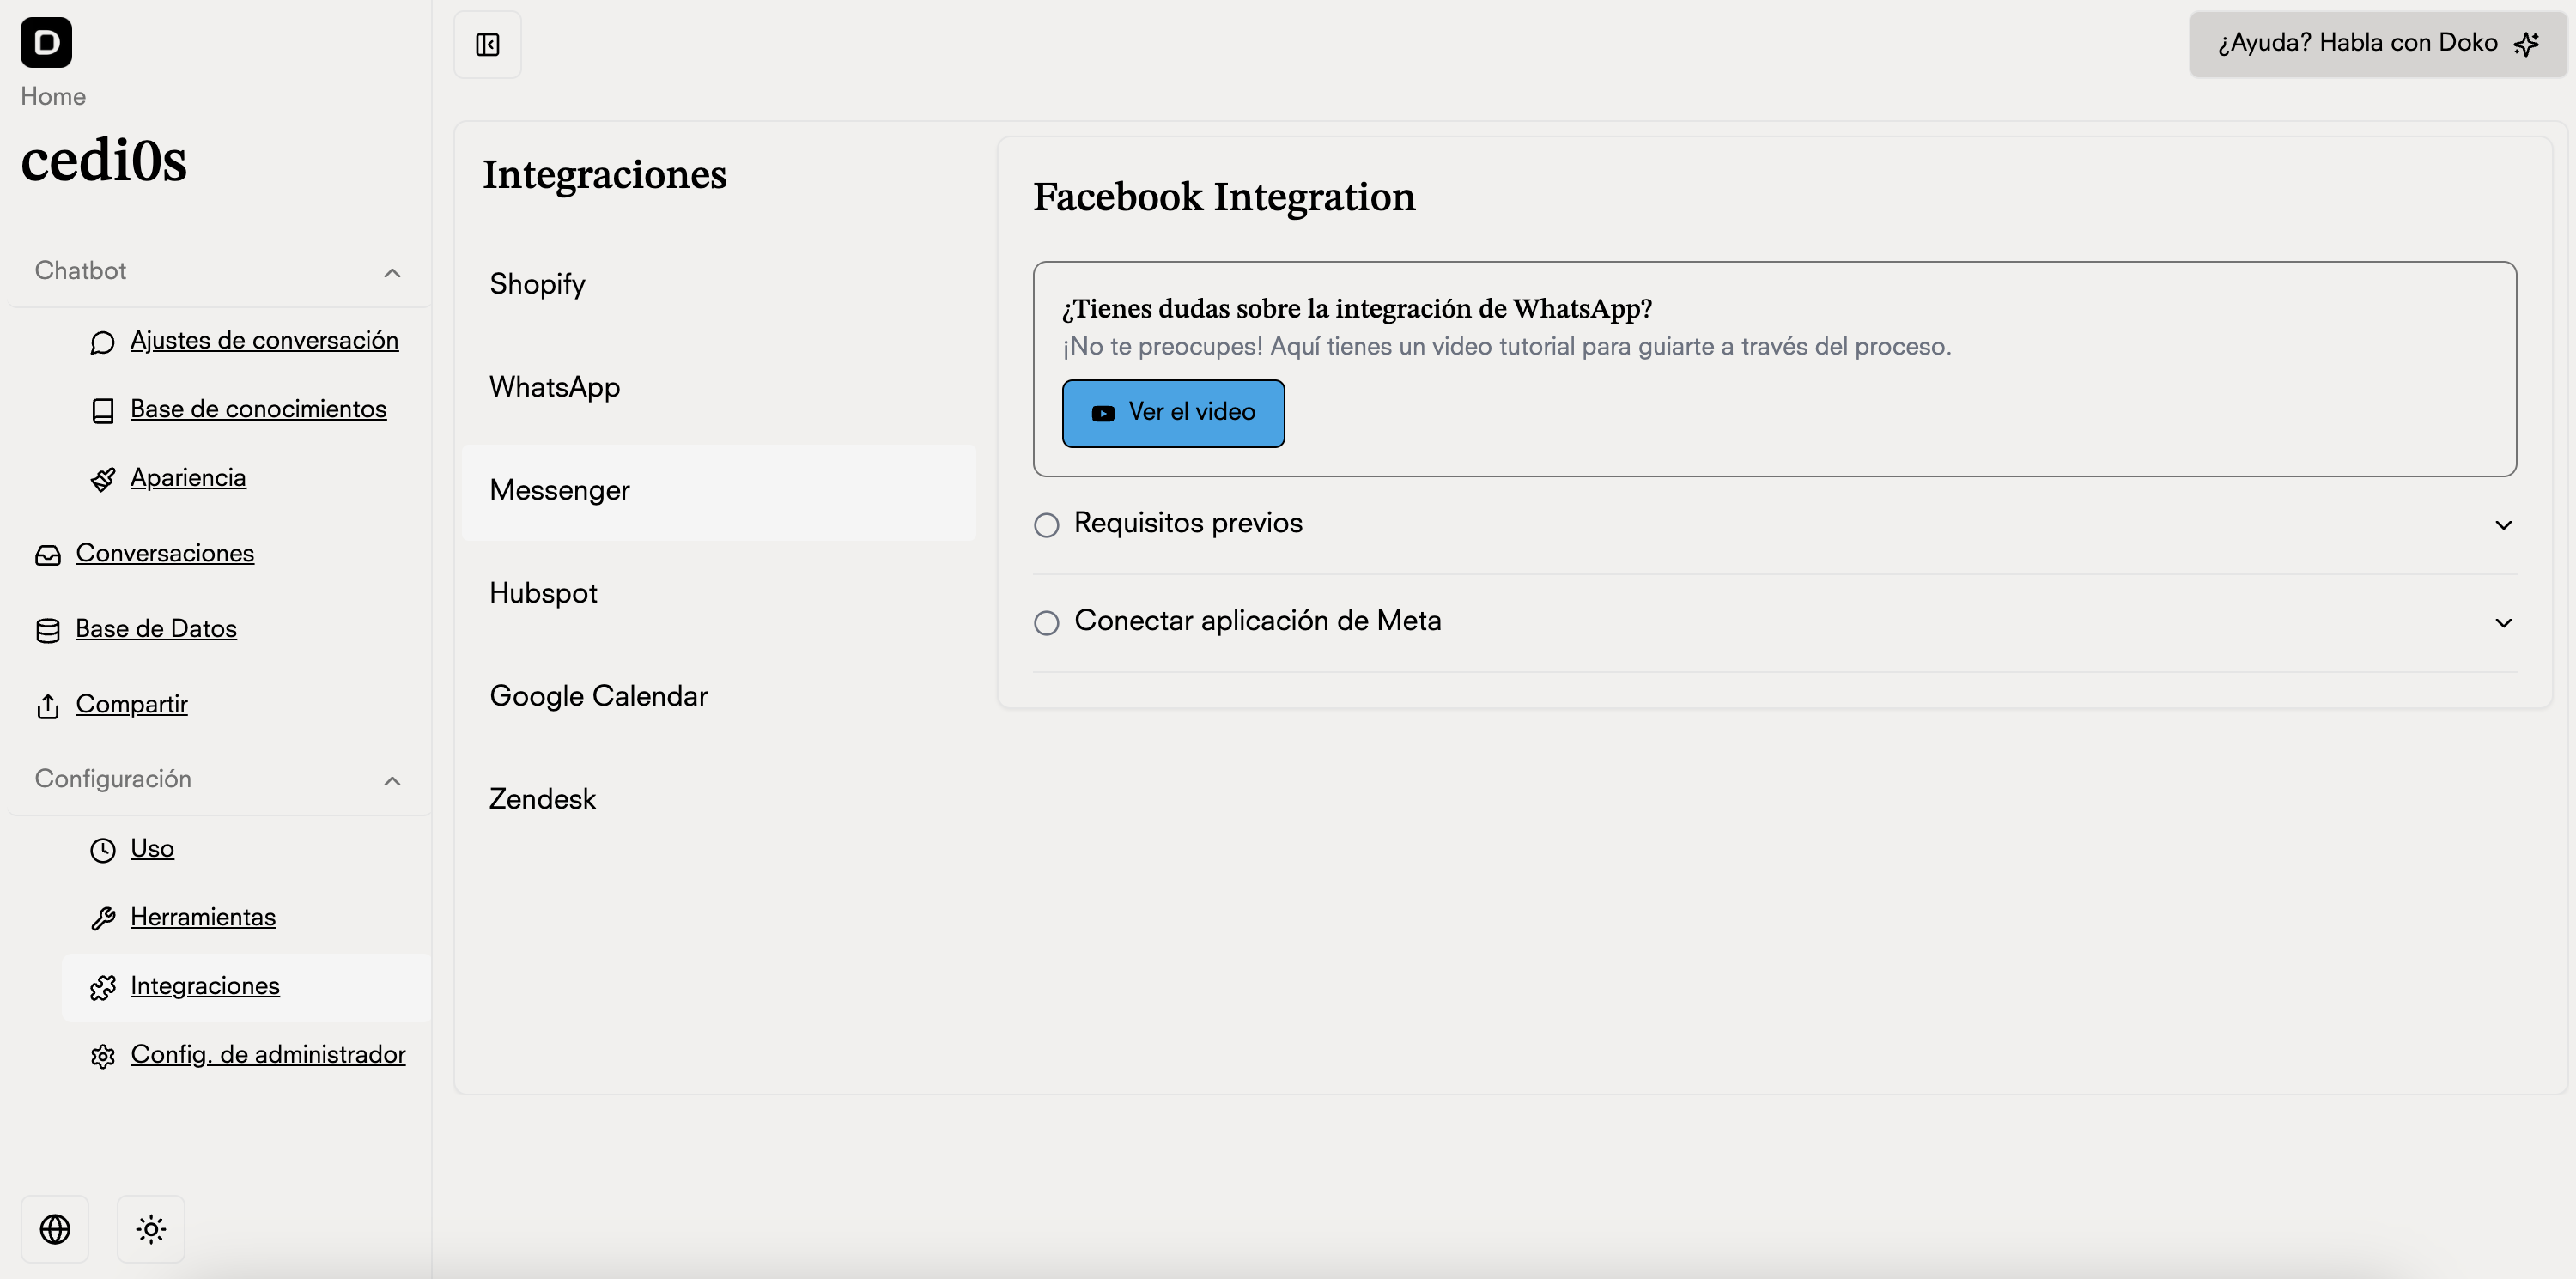 D
Home
cedi0s
Chatbot
Ajustes de conversación
Base de conocimientos
Apariencia
Conversaciones
Base de Datos
Compartir
Configuración
Uso
Herramientas
Integraciones
Config. de administrador
¿Ayuda? Habla con Doko
Integraciones
Shopify
WhatsApp
Messenger
Hubspot
Google Calendar
Zendesk
Facebook Integration
¿Tienes dudas sobre la integración de WhatsApp?
¡No te preocupes! Aquí tienes un video tutorial para guiarte a través del proceso.
Ver el video
Requisitos previos
Conectar aplicación de Meta